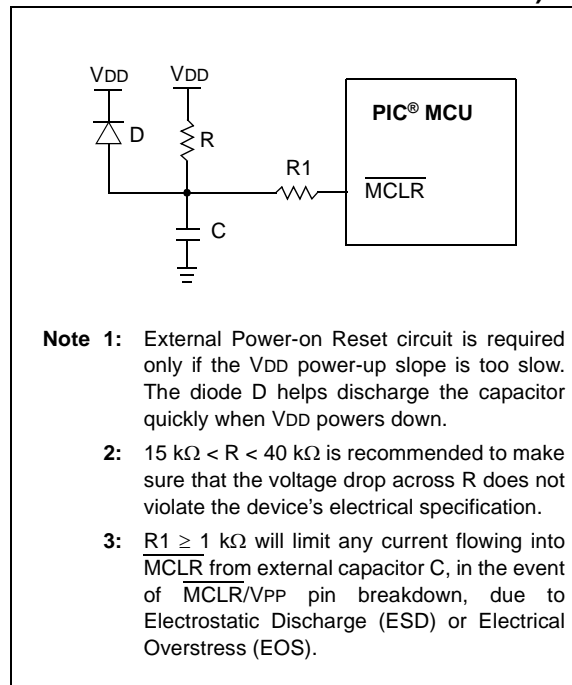 VDD VDD
D
R
R1
C
PIC® MCU
MCLR
Note 1: External Power-on Reset circuit is required
only if the VDD power-up slope is too slow.
The diode D helps discharge the capacitor
quickly when VDD powers down.
2: 15 kΩ < R < 40 kΩ is recommended to make
sure that the voltage drop across R does not
violate the device's electrical specification.
3: R1 ≥ 1 kΩ will limit any current flowing into
MCLR from external capacitor C, in the event
of MCLR/VPP pin breakdown, due to
Electrostatic Discharge (ESD) or Electrical
Overstress (EOS).